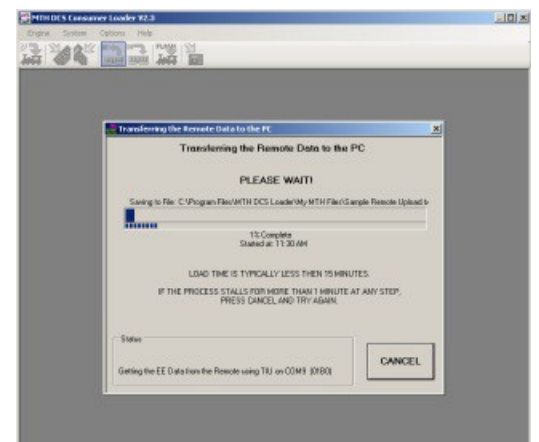 MTH DCS Consumer Loader V2.3
Engine System Options Help
Transferring the Remote Data to the PC
Transferring the Remote Data to the PC
PLEASE WAIT!
Saving to File: C:\Program Files\MTH DCS Loader\My MTH Files\Sample Remote Upload b
1% Complete
Started at: 11:30 AM
LOAD TIME IS TYPICALLY LESS THEN 15 MINUTES.
IF THE PROCESS STALLS FOR MORE THAN 1 MINUTE AT ANY STEP,
PRESS CANCEL AND TRY AGAIN.
Status
Getting the EE Data from the Remote using TIU on COM9 (0180)
CANCEL